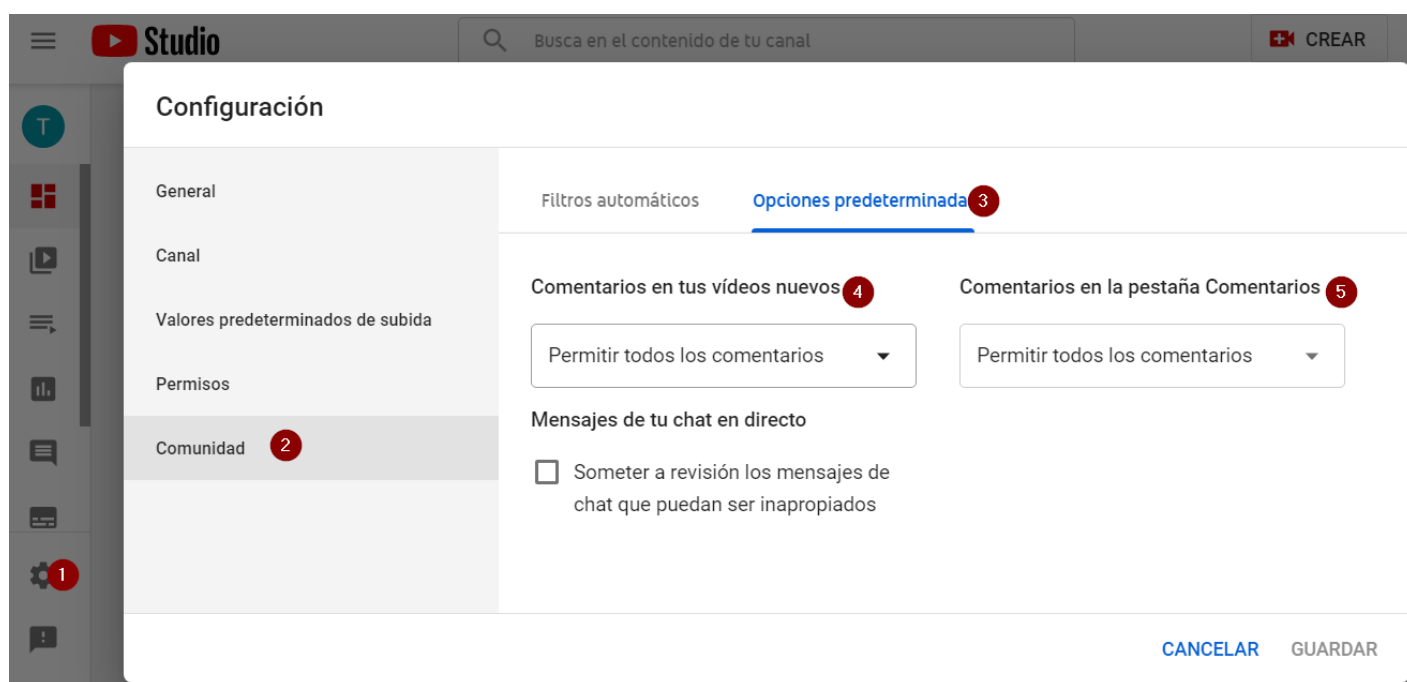 Studio
Busca en el contenido de tu canal
CREAR
T
Configuración
General
Canal
Valores predeterminados de subida
Permisos
Comunidad 2
1
Filtros automáticos
Opciones predeterminada 3
Comentarios en tus vídeos nuevos 4
Permitir todos los comentarios
Comentarios en la pestaña Comentarios 5
Permitir todos los comentarios
Mensajes de tu chat en directo
Someter a revisión los mensajes de
chat que puedan ser inapropiados
CANCELAR
GUARDAR